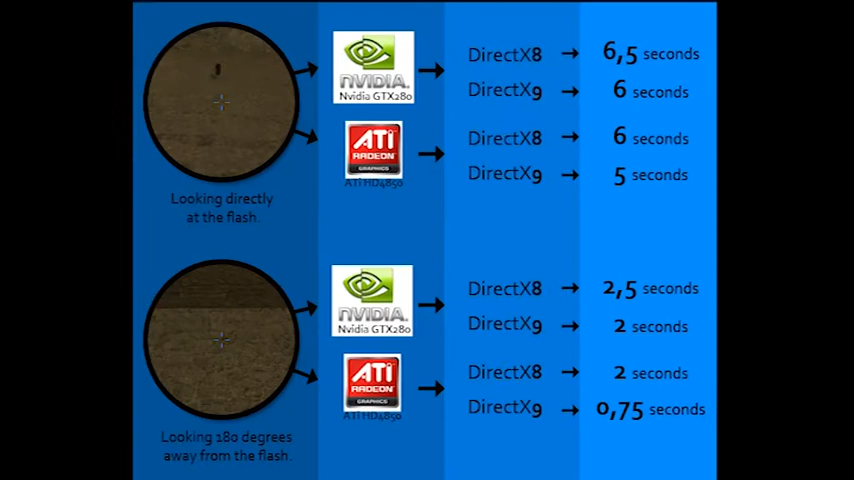 NVIDIA.
Nvidia GTX280
DirectX8
6,5 seconds
DirectX9
6 seconds
ATI
RADEON
GRAPHICS
ATI HD4850
DirectX8
6 seconds
DirectX9
5 seconds
Looking directly
at the flash.
NVIDIA.
Nvidia GTX280
DirectX8
2,5 seconds
DirectX9
2 seconds
ATI
RADEON
GRAPHICS
ATI HD4850
DirectX8
2 seconds
DirectX9
0,75 seconds
Looking 180 degrees
away from the flash.